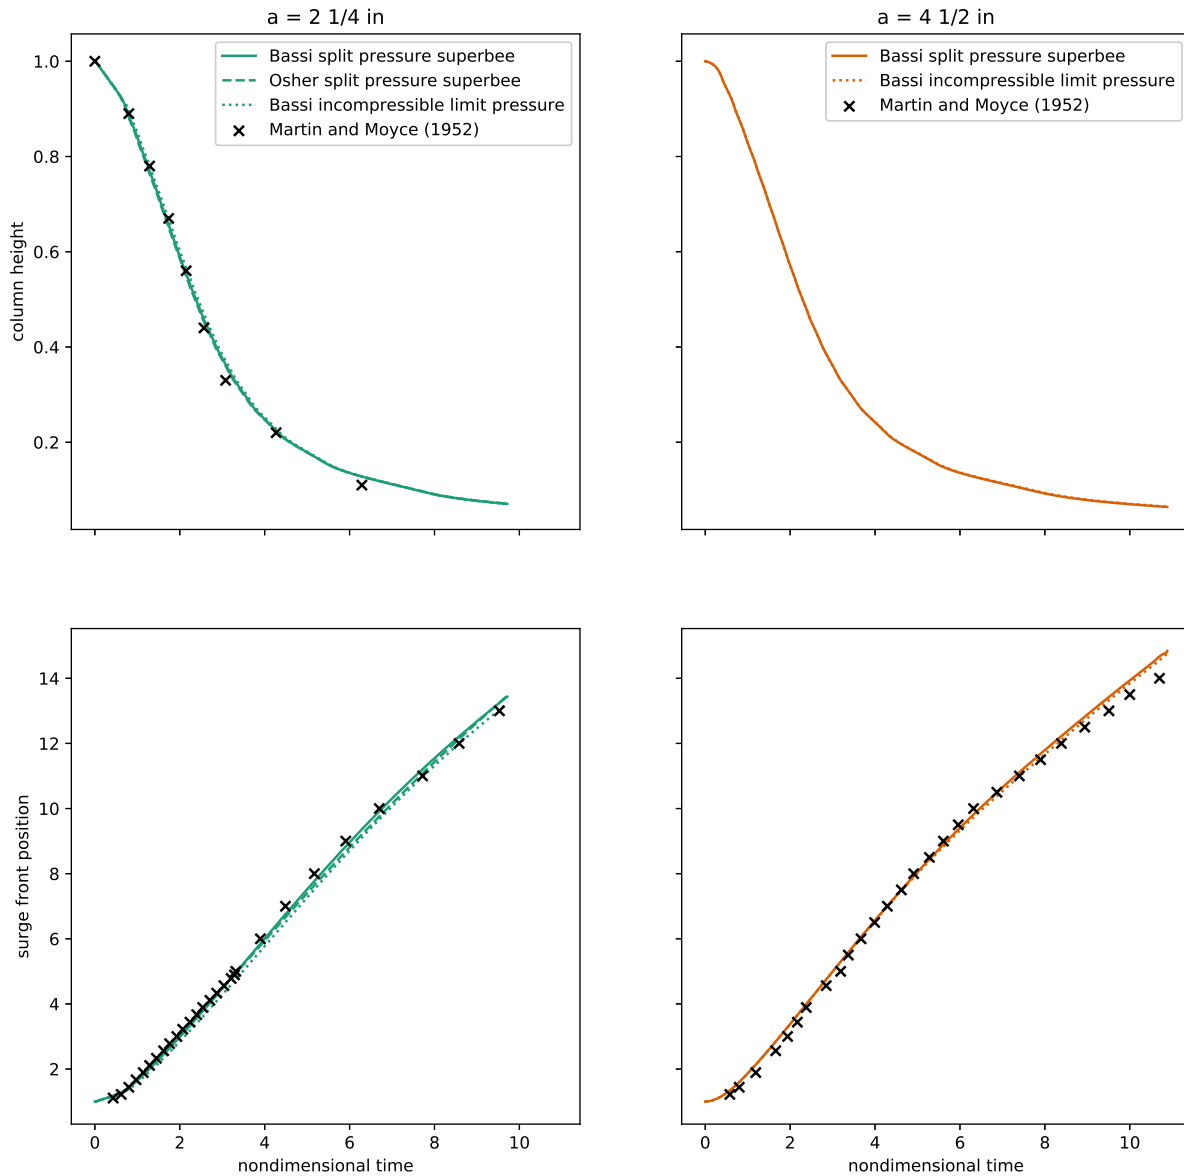 a = 2 1/4 in
a = 4 1/2 in
Bassi split pressure superbee
Osher split pressure superbee
Bassi incompressible limit pressure
Martin and Moyce (1952)
Bassi split pressure superbee
Bassi incompressible limit pressure
Martin and Moyce (1952)
column height
1.0
0.8
0.6
0.4
0.2
surge front position
14
12
10
8
6
4
2
0 2 4 6 8 10
nondimensional time
0 2 4 6 8 10
nondimensional time